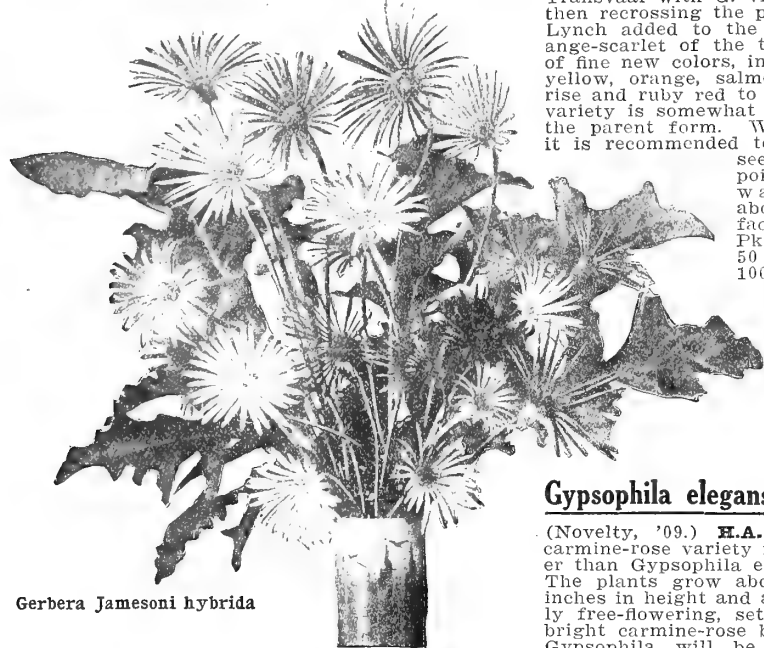 then recrossing the p
Lynch added to the
ange-scarlet of the t
of fine new colors, in
yellow, orange, salm
rise and ruby red to
variety is somewhat
the parent form. W
it is recommended t
see
poi
wa
abo
fac
Pk
50
100
Gypsophila elegans
(Novelty, '09.) H.A.
carmine-rose variety
er than Gypsophila e
The plants grow abo
inches in height and a
ly free-flowering, set
bright carmine-rose b
Gypsophila will be
Gerbera Jamesoni hybrida